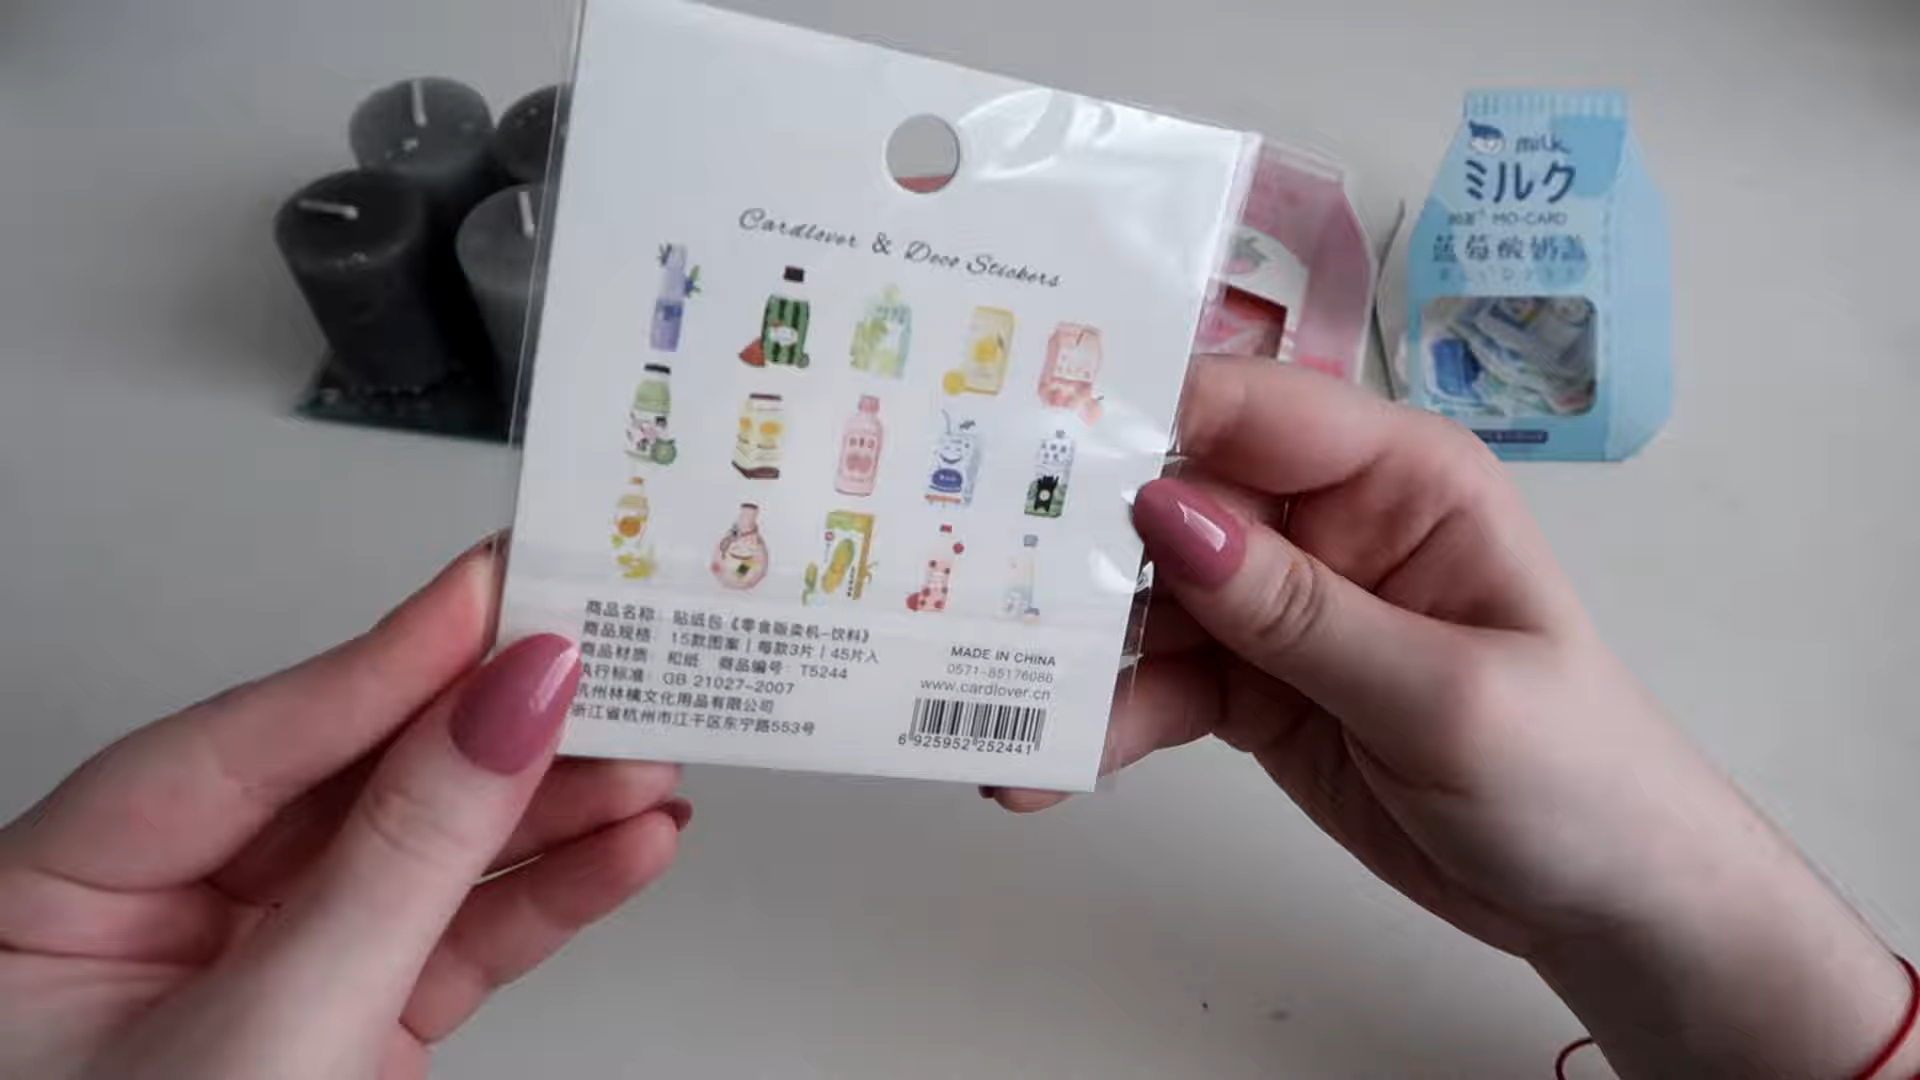 Cardlover & Deco Stickers
商品名称：贴纸包《零食贩卖机-饮料》
商品规格：15款图案 | 每款3片 | 45片入
商品材质：和纸 商品编号：T5244
执行标准：GB 21027-2007
杭州林橼文化用品有限公司
浙江省杭州市江干区东宁路553号
MADE IN CHINA
0571-85176086
www.cardlover.cn
6 925952 252441
milk
ミルク
MO-CARD
蓝莓酸奶盖